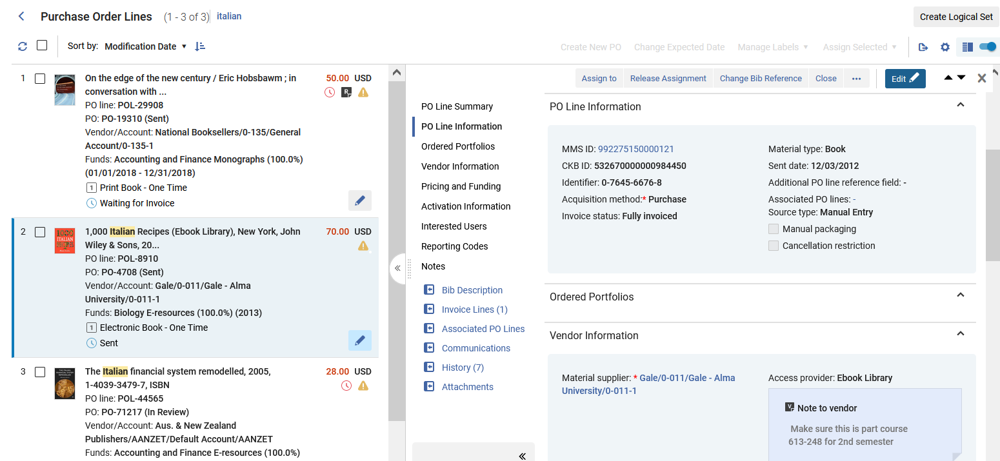 Purchase Order Lines (1 - 3 of 3) italian
Create Logical Set
Sort by: Modification Date
Create New PO Change Expected Date Manage Labels Assign Selected
1
On the edge of the new century / Eric Hobsbawm ; in
conversation with ...
50.00 USD
R
PO line: POL-29908
PO: PO-19310 (Sent)
Vendor/Account: National Booksellers/0-135/General
Account/0-135-1
Funds: Accounting and Finance Monographs (100.0%)
(01/01/2018 - 12/31/2018)
1 Print Book - One Time
Waiting for Invoice
2
1000
ITALIAN
1,000 Italian Recipes (Ebook Library), New York, John
Wiley & Sons, 20...
70.00 USD
PO line: POL-8910
PO: PO-4708 (Sent)
Vendor/Account: Gale/0-011/Gale - Alma
University/0-011-1
Funds: Biology E-resources (100.0%) (2013)
1 Electronic Book - One Time
Sent
3
The Italian financial system remodelled, 2005,
1-4039-3479-7, ISBN
28.00 USD
PO line: POL-44565
PO: PO-71217 (In Review)
Vendor/Account: Aus. & New Zealand
Publishers/AANZET/Default Account/AANZET
Funds: Accounting and Finance E-resources (100.0%)
PO Line Summary
PO Line Information
Ordered Portfolios
Vendor Information
Pricing and Funding
Activation Information
Interested Users
Reporting Codes
Notes
Bib Description
Invoice Lines (1)
Associated PO Lines
Communications
History (7)
Attachments
Assign to Release Assignment Change Bib Reference Close ... Edit
PO Line Information
MMS ID: 992275150000121
CKB ID: 532670000000984450
Identifier: 0-7645-6676-8
Acquisition method:* Purchase
Invoice status: Fully invoiced
Material type: Book
Sent date: 12/03/2012
Additional PO line reference field: -
Associated PO lines: -
Source type: Manual Entry
Manual packaging
Cancellation restriction
Ordered Portfolios
Vendor Information
Material supplier: * Gale/0-011/Gale - Alma
University/0-011-1
Access provider: Ebook Library
V Note to vendor
Make sure this is part course
613-248 for 2nd semester